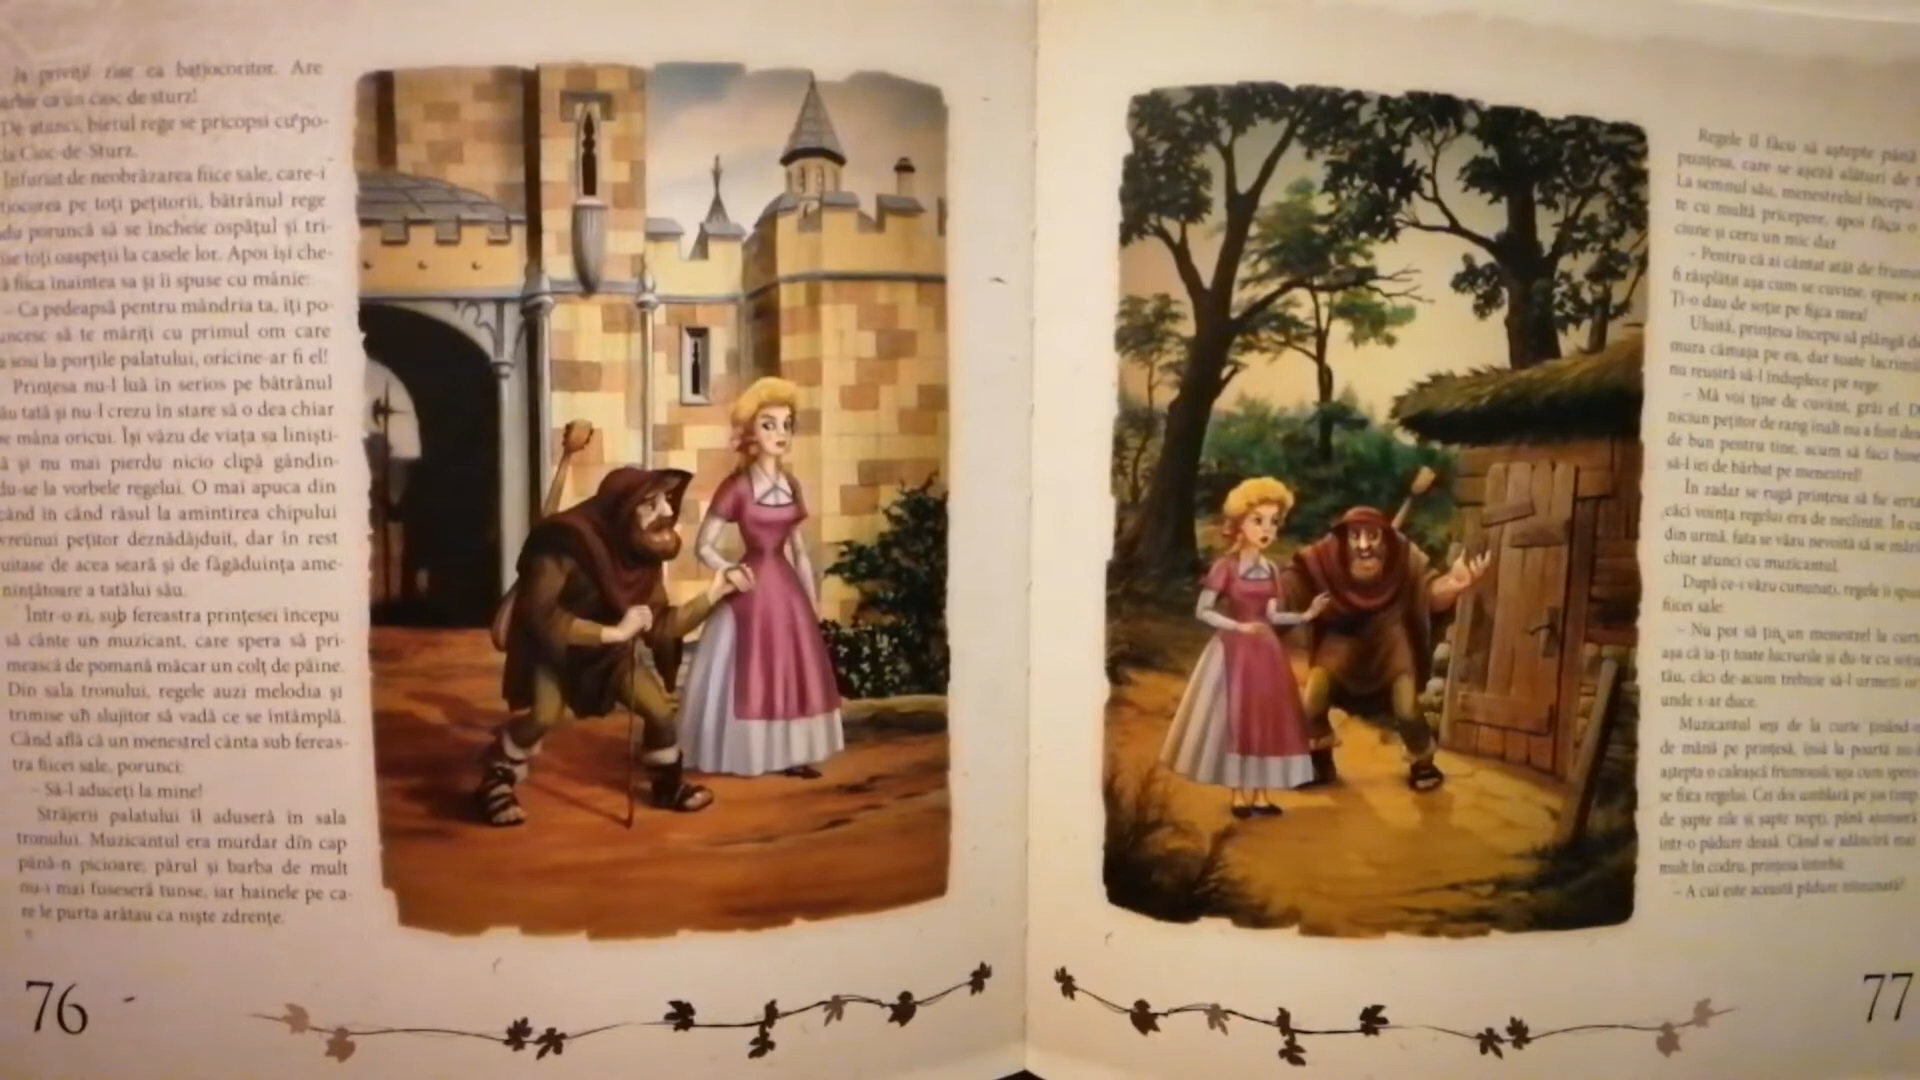 priviți! zise ea batjocoritor. Are
ca un cioc de sturz!
De atunci, bietul rege se pricopsi cu po-
Cioc-de-Sturz.
Înfuriat de neobrăzarea fiicei sale, care-i
pe toți pețitorii, bătrânul rege
poruncă să se încheie ospățul și tri-
toți oaspeții la casele lor. Apoi își che-
fiica înaintea sa și îi spuse cu mânie:
– Ca pedeapsă pentru mândria ta, îți po-
să te măriți cu primul om care
sosi la porțile palatului, oricine-ar fi el!
Prințesa nu-l luă în serios pe bătrânul
tată și nu-l crezu în stare să o dea chiar
mâna oricui. Își văzu de viața sa liniști-
și nu mai pierdu nicio clipă gândin-
du-se la vorbele regelui. O mai apuca din
când în când râsul la amintirea chipului
vreunui pețitor deznădăjduit, dar în rest
uitase de acea seară și de făgăduința ame-
nințătoare a tatălui său.
Într-o zi, sub fereastra prințesei începu
să cânte un muzicant, care spera să pri-
mească de pomană măcar un colț de pâine.
Din sala tronului, regele auzi melodia și
trimise un slujitor să vadă ce se întâmplă.
Când află că un menestrel cânta sub fereas-
tra fiicei sale, porunci:
– Să-l aduceți la mine!
Străjerii palatului îl aduseră în sala
tronului. Muzicantul era murdar din cap
până-n picioare, părul și barba de mult
nu-i mai fuseseră tunse, iar hainele pe ca-
re le purta arătau ca niște zdrențe.
76
Regele îl făcu să aștepte până
prințesa, care se așeză alături de
La semnul său, menestrelul începu
te cu multă pricepere, apoi făcu o
ciune și ceru un mic dar.
– Pentru că ai cântat atât de frumos
fi răsplătit așa cum se cuvine, spuse
Ți-o dau de soție pe fiica mea!
Uluită, prințesa începu să plângă de
mura cămașa pe ea, dar toate lacrimile
nu reușiră să-l înduplece pe rege.
– Mă voi ține de cuvânt, grăi el.
niciun pețitor de rang înalt nu a fost
de bun pentru tine, acum să faci bine
să-l iei de bărbat pe menestrel!
În zadar se rugă prințesa să fie
căci voința regelui era de neclintit. În
din urmă, fata se văzu nevoită să se mărite
chiar atunci cu muzicantul.
După ce-i văzu cununați, regele îi spuse
fiicei sale:
– Nu pot să țin un menestrel la curte
așa că ia-ți toate lucrurile și du-te cu soțul
tău, căci de-acum trebuie să-l urmezi
unde s-ar duce.
Muzicantul ieși de la curte ținând-o
de mână pe prințesă, însă la poartă nu-i
aștepta o caleașcă frumoasă, așa cum
se fiica regelui. Cei doi umblară pe jos timp
de șapte zile și șapte nopți, până ajunseră
într-o pădure deasă. Când se adânciră mai
mult în codru, prințesa întrebă:
– A cui este această pădure minunată?
77